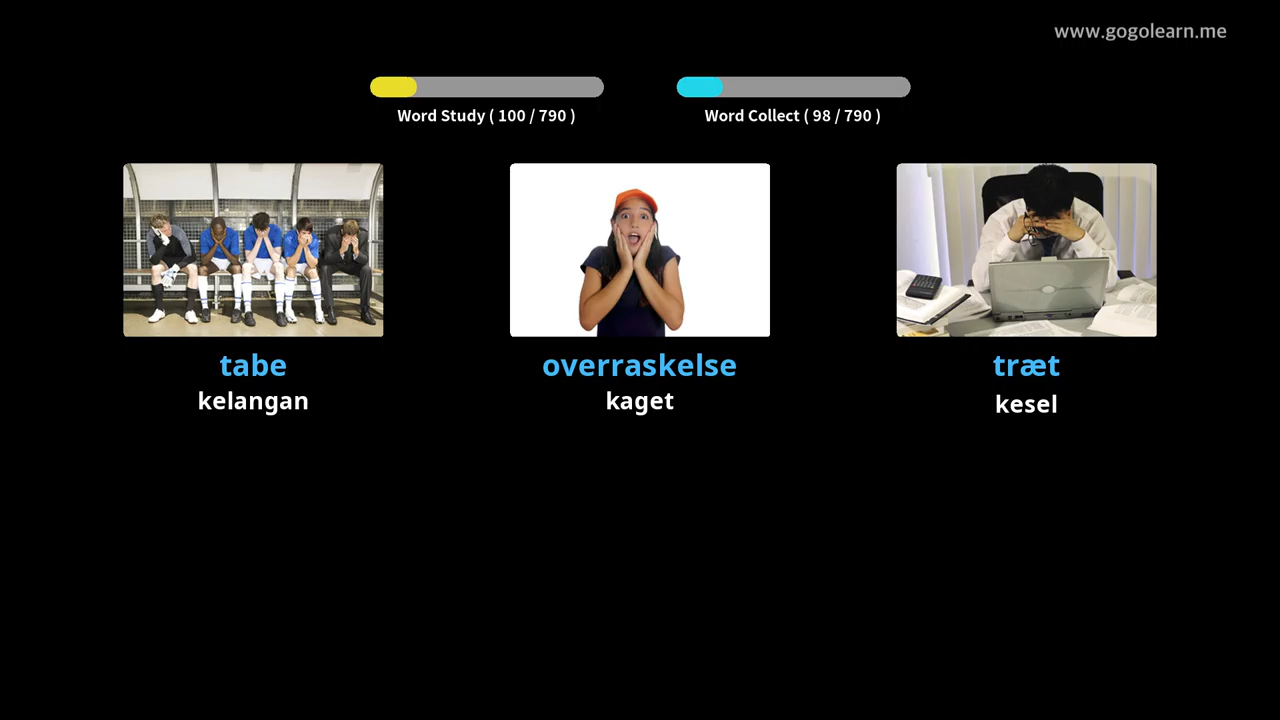 www.gogolearn.me
Word Study ( 100 / 790 )
Word Collect ( 98 / 790 )
tabe
kelangan
overraskelse
kaget
træt
kesel